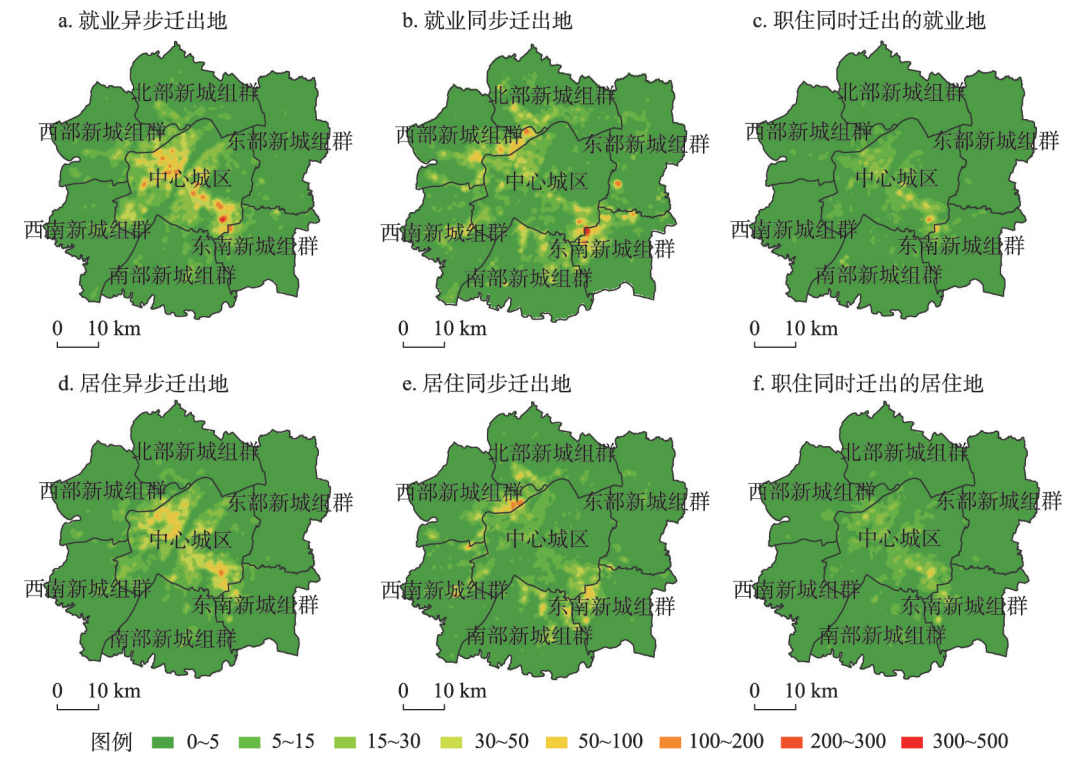 a. 就业异步迁出地
b. 就业同步迁出地
c. 职住同时迁出的就业地
北部新城组群
西部新城组群
东部新城组群
中心城区
西南新城组群
东南新城组群
南部新城组群
0 10 km
北部新城组群
西部新城组群
东部新城组群
中心城区
西南新城组群
东南新城组群
南部新城组群
0 10 km
北部新城组群
西部新城组群
东部新城组群
中心城区
西南新城组群
东南新城组群
南部新城组群
0 10 km
d. 居住异步迁出地
e. 居住同步迁出地
f. 职住同时迁出的居住地
北部新城组群
西部新城组群
东部新城组群
中心城区
西南新城组群
东南新城组群
南部新城组群
0 10 km
北部新城组群
西部新城组群
东部新城组群
中心城区
西南新城组群
东南新城组群
南部新城组群
0 10 km
北部新城组群
西部新城组群
东部新城组群
中心城区
西南新城组群
东南新城组群
南部新城组群
0 10 km
图例 0~5 5~15 15~30 30~50 50~100 100~200 200~300 300~500